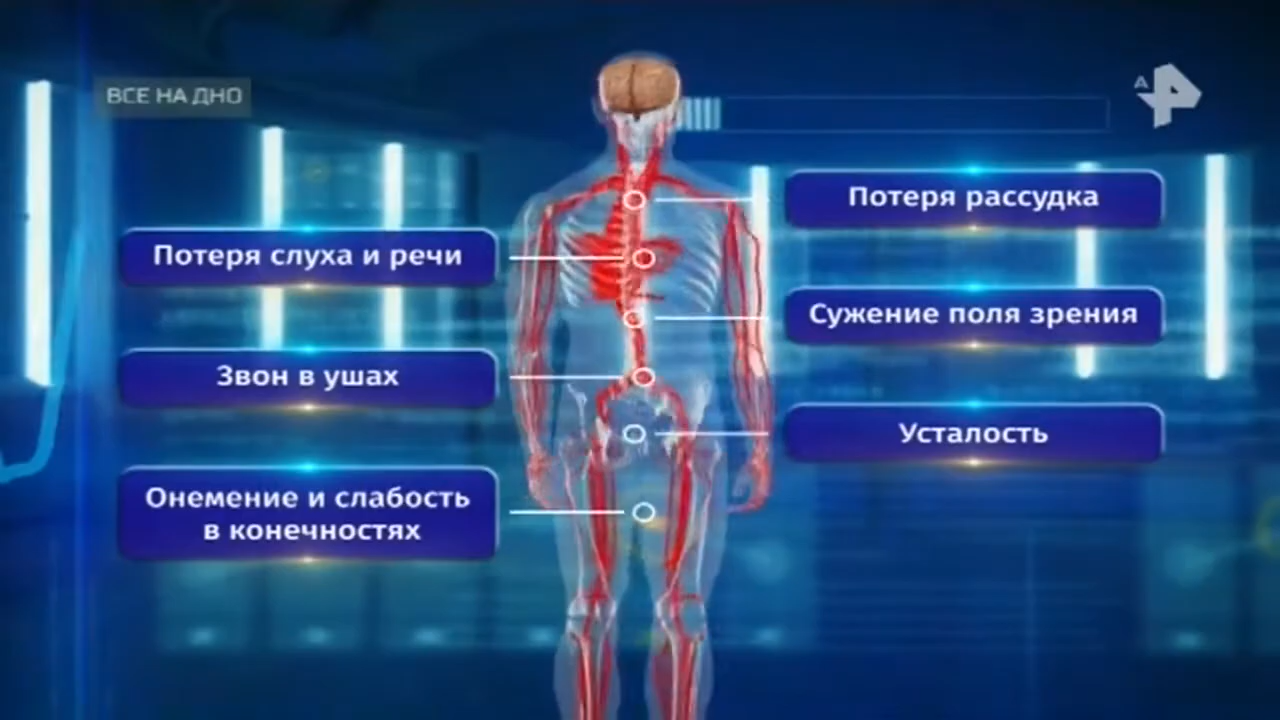 ВСЕ НА ДНО
Потеря рассудка
Потеря слуха и речи
Сужение поля зрения
Звон в ушах
Усталость
Онемение и слабость
в конечностях